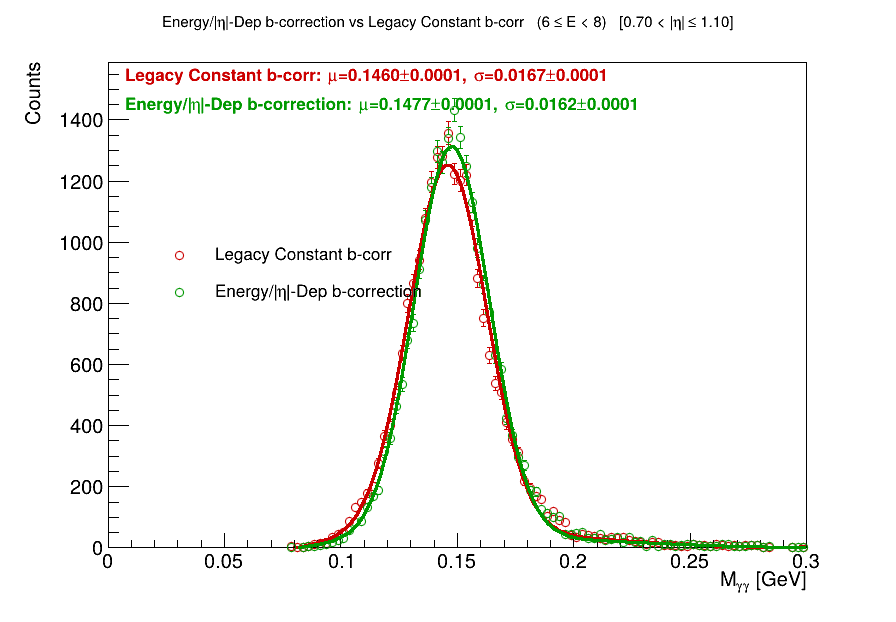 Energy/|η|-Dep b-correction vs Legacy Constant b-corr (6 ≤ E < 8) [0.70 < |η| ≤ 1.10]
Counts
Legacy Constant b-corr: μ=0.1460±0.0001, σ=0.0167±0.0001
Energy/|η|-Dep b-correction: μ=0.1477±0.0001, σ=0.0162±0.0001
1400
1200
1000
800
600
400
200
0
Legacy Constant b-corr
Energy/|η|-Dep b-correction
0 0.05 0.1 0.15 0.2 0.25 0.3
M_γγ [GeV]